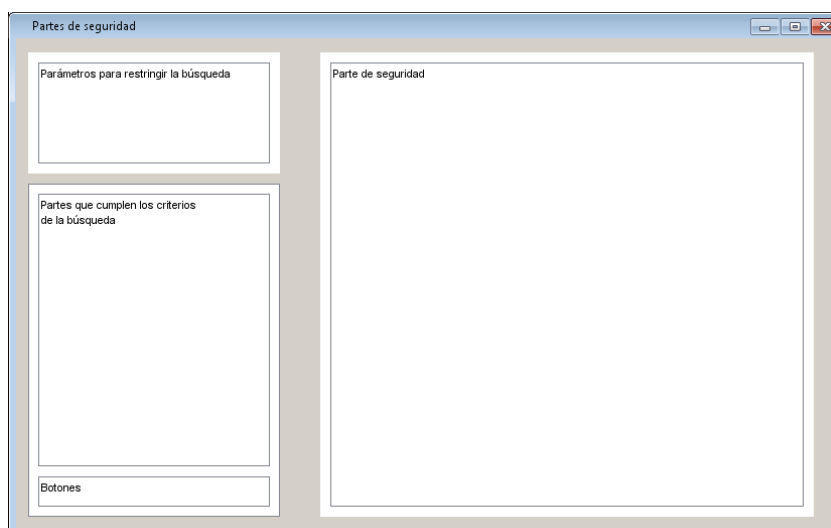 Partes de seguridad
Parámetros para restringir la búsqueda
Partes que cumplen los criterios
de la búsqueda
Botones
Parte de seguridad